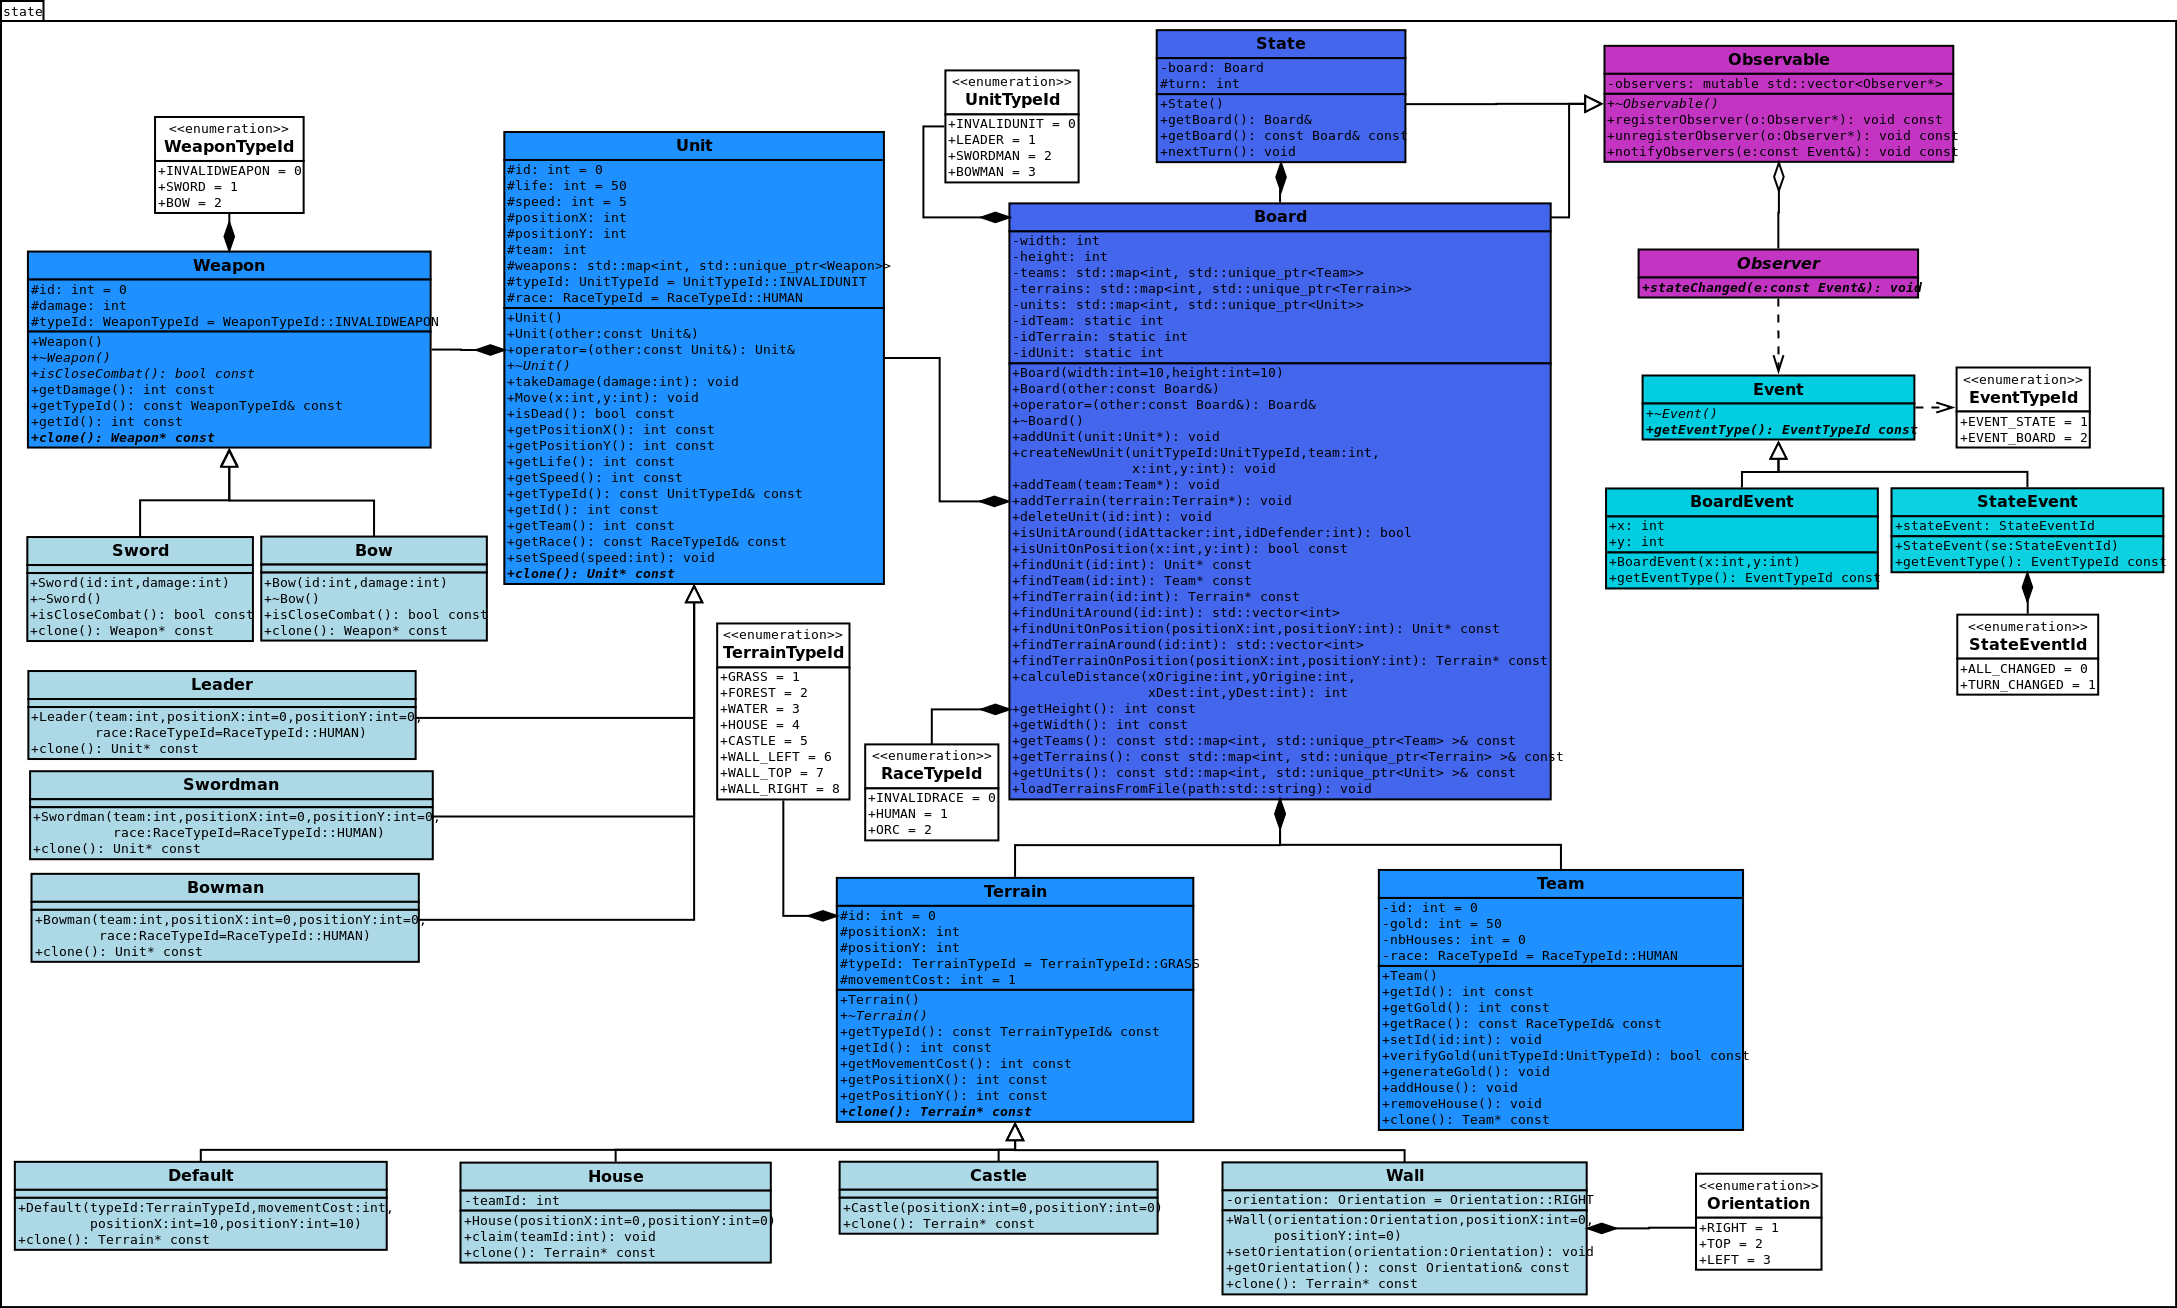 state
State
-board: Board
#turn: int
+State()
+getBoard(): Board&
+getBoard(): const Board& const
+nextTurn(): void
Observable
-observers: mutable std::vector<Observer*>
+~Observable()
+registerObserver(o:Observer*): void const
+unregisterObserver(o:Observer*): void const
+notifyObservers(e:const Event&): void const
<<enumeration>>
UnitTypeId
+INVALIDUNIT = 0
+LEADER = 1
+SWORDMAN = 2
+BOWMAN = 3
<<enumeration>>
WeaponTypeId
+INVALIDWEAPON = 0
+SWORD = 1
+BOW = 2
Unit
#id: int = 0
#life: int = 50
#speed: int = 5
#positionX: int
#positionY: int
#team: int
#weapons: std::map<int, std::unique_ptr<Weapon>>
#typeId: UnitTypeId = UnitTypeId::INVALIDUNIT
#race: RaceTypeId = RaceTypeId::HUMAN
+Unit()
+Unit(other:const Unit&)
+operator=(other:const Unit&): Unit&
+~Unit()
+takeDamage(damage:int): void
+Move(x:int,y:int): void
+isDead(): bool const
+getPositionX(): int const
+getPositionY(): int const
+getLife(): int const
+getSpeed(): int const
+getTypeId(): const UnitTypeId& const
+getId(): int const
+getTeam(): int const
+getRace(): const RaceTypeId& const
+setSpeed(speed:int): void
+clone(): Unit* const
Weapon
#id: int = 0
#damage: int
#typeId: WeaponTypeId = WeaponTypeId::INVALIDWEAPON
+Weapon()
+~Weapon()
+isCloseCombat(): bool const
+getDamage(): int const
+getTypeId(): const WeaponTypeId& const
+getId(): int const
+clone(): Weapon* const
Board
-width: int
-height: int
-teams: std::map<int, std::unique_ptr<Team>>
-terrains: std::map<int, std::unique_ptr<Terrain>>
-units: std::map<int, std::unique_ptr<Unit>>
-idTeam: static int
-idTerrain: static int
-idUnit: static int
+Board(width:int=10,height:int=10)
+Board(other:const Board&)
+operator=(other:const Board&): Board&
+~Board()
+addUnit(unit:Unit*): void
+createNewUnit(unitTypeId:UnitTypeId,team:int,
x:int,y:int): void
+addTeam(team:Team*): void
+addTerrain(terrain:Terrain*): void
+deleteUnit(id:int): void
+isUnitAround(idAttacker:int,idDefender:int): bool
+isUnitOnPosition(x:int,y:int): bool const
+findUnit(id:int): Unit* const
+findTeam(id:int): Team* const
+findTerrain(id:int): Terrain* const
+findUnitAround(id:int): std::vector<int>
+findUnitOnPosition(positionX:int,positionY:int): Unit* const
+findTerrainAround(id:int): std::vector<int>
+findTerrainOnPosition(positionX:int,positionY:int): Terrain* const
+calculeDistance(xOrigine:int,yOrigine:int,
xDest:int,yDest:int): int
+getHeight(): int const
+getWidth(): int const
+getTeams(): const std::map<int, std::unique_ptr<Team> >& const
+getTerrains(): const std::map<int, std::unique_ptr<Terrain> >& const
+getUnits(): const std::map<int, std::unique_ptr<Unit> >& const
+loadTerrainsFromFile(path:std::string): void
Observer
+stateChanged(e:const Event&): void
Event
+~Event()
+getEventType(): EventTypeId const
<<enumeration>>
EventTypeId
+EVENT_STATE = 1
+EVENT_BOARD = 2
BoardEvent
+x: int
+y: int
+BoardEvent(x:int,y:int)
+getEventType(): EventTypeId const
StateEvent
+stateEvent: StateEventId
+StateEvent(se:StateEventId)
+getEventType(): EventTypeId const
<<enumeration>>
StateEventId
+ALL_CHANGED = 0
+TURN_CHANGED = 1
Sword
+Sword(id:int,damage:int)
+~Sword()
+isCloseCombat(): bool const
+clone(): Weapon* const
Bow
+Bow(id:int,damage:int)
+~Bow()
+isCloseCombat(): bool const
+clone(): Weapon* const
Leader
+Leader(team:int,positionX:int=0,positionY:int=0,
race:RaceTypeId=RaceTypeId::HUMAN)
+clone(): Unit* const
Swordman
+Swordman(team:int,positionX:int=0,positionY:int=0,
race:RaceTypeId=RaceTypeId::HUMAN)
+clone(): Unit* const
Bowman
+Bowman(team:int,positionX:int=0,positionY:int=0,
race:RaceTypeId=RaceTypeId::HUMAN)
+clone(): Unit* const
<<enumeration>>
TerrainTypeId
+GRASS = 1
+FOREST = 2
+WATER = 3
+HOUSE = 4
+CASTLE = 5
+WALL_LEFT = 6
+WALL_TOP = 7
+WALL_RIGHT = 8
<<enumeration>>
RaceTypeId
+INVALIDRACE = 0
+HUMAN = 1
+ORC = 2
Terrain
#id: int = 0
#positionX: int
#positionY: int
#typeId: TerrainTypeId = TerrainTypeId::GRASS
#movementCost: int = 1
+Terrain()
+~Terrain()
+getTypeId(): const TerrainTypeId& const
+getId(): int const
+getMovementCost(): int const
+getPositionX(): int const
+getPositionY(): int const
+clone(): Terrain* const
Team
-id: int = 0
-gold: int = 50
-nbHouses: int = 0
-race: RaceTypeId = RaceTypeId::HUMAN
+Team()
+getId(): int const
+getGold(): int const
+getRace(): const RaceTypeId& const
+setId(id:int): void
+verifyGold(unitTypeId:UnitTypeId): bool const
+generateGold(): void
+addHouse(): void
+removeHouse(): void
+clone(): Team* const
Default
+Default(typeId:TerrainTypeId,movementCost:int,
positionX:int=10,positionY:int=10)
+clone(): Terrain* const
House
-teamId: int
+House(positionX:int=0,positionY:int=0)
+claim(teamId:int): void
+clone(): Terrain* const
Castle
+Castle(positionX:int=0,positionY:int=0)
+clone(): Terrain* const
Wall
-orientation: Orientation = Orientation::RIGHT
+Wall(orientation:Orientation,positionX:int=0,
positionY:int=0)
+setOrientation(orientation:Orientation): void
+getOrientation(): const Orientation& const
+clone(): Terrain* const
<<enumeration>>
Orientation
+RIGHT = 1
+TOP = 2
+LEFT = 3